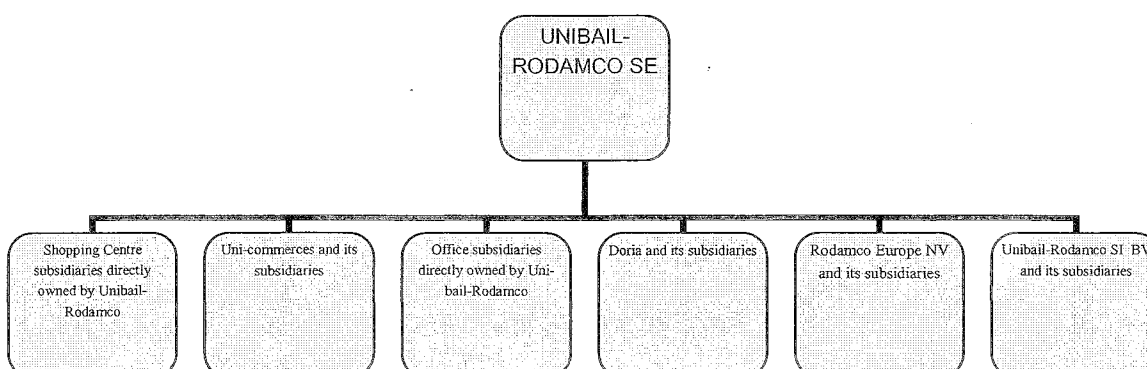 UNIBAIL-
RODAMCO SE
Shopping Centre
subsidiaries directly
owned by Unibail-
Rodamco
Uni-commerces and its
subsidiaries
Office subsidiaries
directly owned by Uni-
bail-Rodamco
Doria and its subsidiaries
Rodamco Europe NV
and its subsidiaries
Unibail-Rodamco SI BV
and its subsidiaries